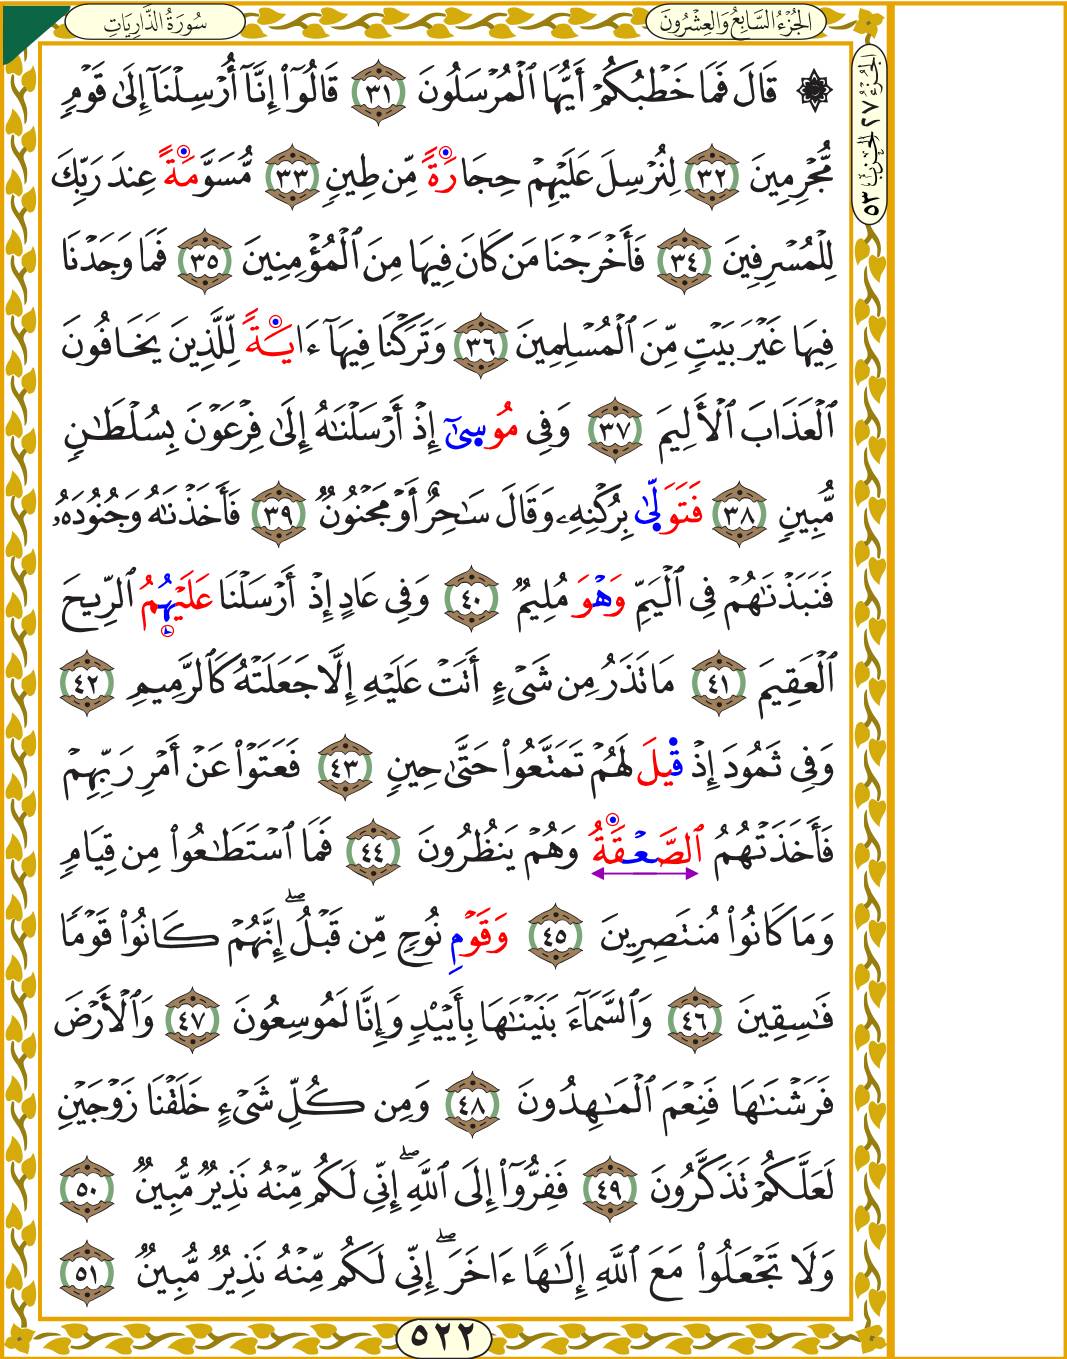 سُورَةُ الذَّارِيَاتِ
الجُزْءُ السَّابِعُ وَالعِشْرُونَ
الجُزْءُ ٢٧ الحِزْبُ ٥٣
۞ قَالَ فَمَا خَطْبُكُمْ أَيُّهَا ٱلْمُرْسَلُونَ ٣١ قَالُوٓا۟ إِنَّآ أُرْسِلْنَآ إِلَىٰ قَوْمٍ
مُّجْرِمِينَ ٣٢ لِنُرْسِلَ عَلَيْهِمْ حِجَارَةً مِّن طِينٍ ٣٣ مُّسَوَّمَةً عِندَ رَبِّكَ
لِلْمُسْرِفِينَ ٣٤ فَأَخْرَجْنَا مَن كَانَ فِيهَا مِنَ ٱلْمُؤْمِنِينَ ٣٥ فَمَا وَجَدْنَا
فِيهَا غَيْرَ بَيْتٍ مِّنَ ٱلْمُسْلِمِينَ ٣٦ وَتَرَكْنَا فِيهَآ ءَايَةً لِّلَّذِينَ يَخَافُونَ
ٱلْعَذَابَ ٱلْأَلِيمَ ٣٧ وَفِى مُوسَىٰٓ إِذْ أَرْسَلْنَٰهُ إِلَىٰ فِرْعَوْنَ بِسُلْطَٰنٍ
مُّبِينٍ ٣٨ فَتَوَلَّىٰ بِرُكْنِهِۦ وَقَالَ سَٰحِرٌ أَوْ مَجْنُونٌ ٣٩ فَأَخَذْنَٰهُ وَجُنُودَهُۥ
فَنَبَذْنَٰهُمْ فِى ٱلْيَمِّ وَهْوَ مُلِيمٌ ٤٠ وَفِى عَادٍ إِذْ أَرْسَلْنَا عَلَيْهِمُ ٱلرِّيحَ
ٱلْعَقِيمَ ٤١ مَا تَذَرُ مِن شَىْءٍ أَتَتْ عَلَيْهِ إِلَّا جَعَلَتْهُ كَٱلرَّمِيمِ ٤٢
وَفِى ثَمُودَ إِذْ قِيلَ لَهُمْ تَمَتَّعُوا۟ حَتَّىٰ حِينٍ ٤٣ فَعَتَوْا۟ عَنْ أَمْرِ رَبِّهِمْ
فَأَخَذَتْهُمُ ٱلصَّعْقَةُ وَهُمْ يَنظُرُونَ ٤٤ فَمَا ٱسْتَطَٰعُوا۟ مِن قِيَامٍ
وَمَا كَانُوا۟ مُنتَصِرِينَ ٤٥ وَقَوْمِ نُوحٍ مِّن قَبْلُ ۖ إِنَّهُمْ كَانُوا۟ قَوْمًا
فَٰسِقِينَ ٤٦ وَٱلسَّمَآءَ بَنَيْنَٰهَا بِأَيْي۟دٍ وَإِنَّا لَمُوسِعُونَ ٤٧ وَٱلْأَرْضَ
فَرَشْنَٰهَا فَنِعْمَ ٱلْمَٰهِدُونَ ٤٨ وَمِن كُلِّ شَىْءٍ خَلَقْنَا زَوْجَيْنِ
لَعَلَّكُمْ تَذَكَّرُونَ ٤٩ فَفِرُّوٓا۟ إِلَى ٱللَّهِ ۖ إِنِّى لَكُم مِّنْهُ نَذِيرٌ مُّبِينٌ ٥٠
وَلَا تَجْعَلُوا۟ مَعَ ٱللَّهِ إِلَٰهًا ءَاخَرَ ۖ إِنِّى لَكُم مِّنْهُ نَذِيرٌ مُّبِينٌ ٥١
٥٢٢